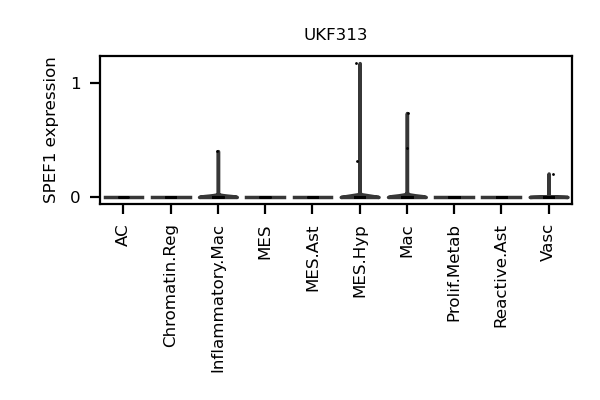 UKF313
SPEF1 expression
1
0
AC
Chromatin.Reg
Inflammatory.Mac
MES
MES.Ast
MES.Hyp
Mac
Prolif.Metab
Reactive.Ast
Vasc